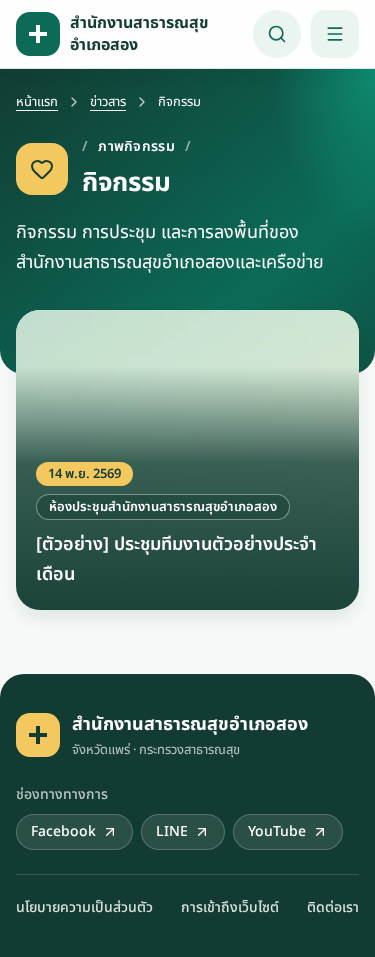 สำนักงานสาธารณสุข
อำเภอสอง
หน้าแรก > ข่าวสาร > กิจกรรม
/ ภาพกิจกรรม /
กิจกรรม
กิจกรรม การประชุม และการลงพื้นที่ของ
สำนักงานสาธารณสุขอำเภอสองและเครือข่าย
14 พ.ย. 2569
ห้องประชุมสำนักงานสาธารณสุขอำเภอสอง
[ตัวอย่าง] ประชุมทีมงานตัวอย่างประจำ
เดือน
สำนักงานสาธารณสุขอำเภอสอง
จังหวัดแพร่ · กระทรวงสาธารณสุข
ช่องทางทางการ
Facebook LINE YouTube
นโยบายความเป็นส่วนตัว การเข้าถึงเว็บไซต์ ติดต่อเรา